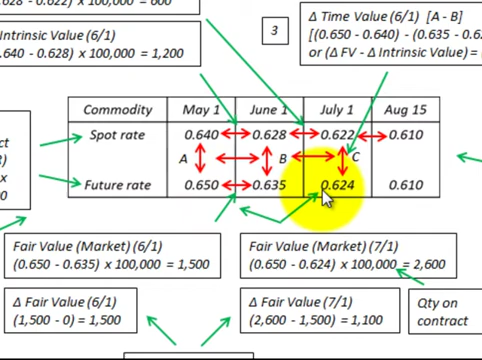 0.628 - 0.622) x 100,000 = 600
3
Δ Time Value (6/1) [A - B]
[(0.650 - 0.640) - (0.635 - 0.62
or (Δ FV - Δ Intrinsic Value) =
Intrinsic Value (6/1)
.640 - 0.628) x 100,000 = 1,200
Commodity May 1 June 1 July 1 Aug 15
Spot rate 0.640 0.628 0.622 0.610
A B C
Future rate 0.650 0.635 0.624 0.610
x
0
Fair Value (Market) (6/1)
(0.650 - 0.635) x 100,000 = 1,500
Fair Value (Market) (7/1)
(0.650 - 0.624) x 100,000 = 2,600
Δ Fair Value (6/1)
(1,500 - 0) = 1,500
Δ Fair Value (7/1)
(2,600 - 1,500) = 1,100
Qty on
contract